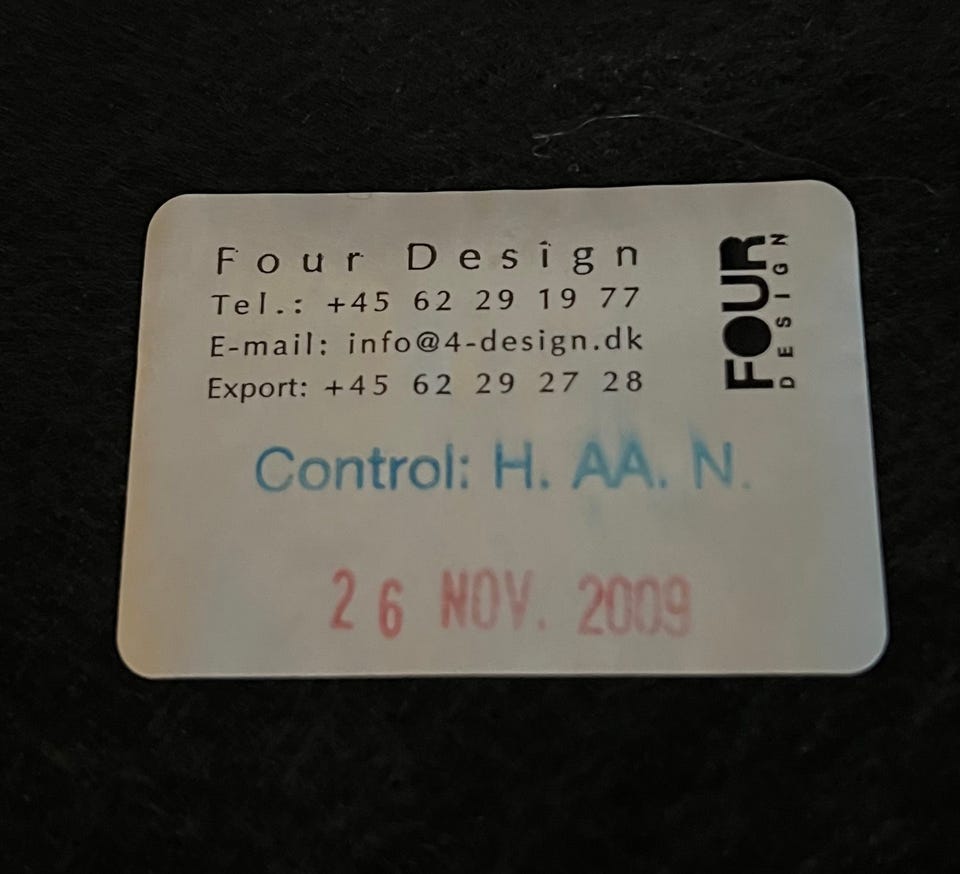 Four Design
Tel.: +45 62 29 19 77
E-mail: info@4-design.dk
Export: +45 62 29 27 28
FOUR
DESIGN
Control: H. AA. N.
26 NOV. 2009